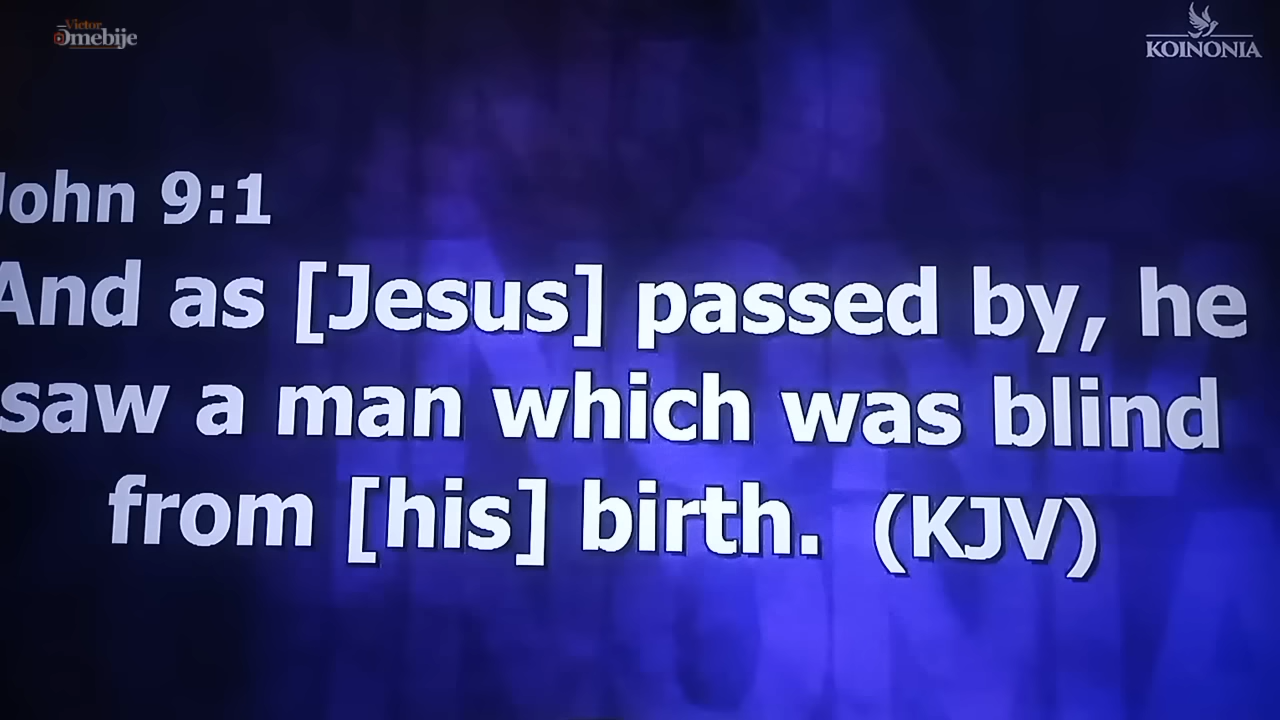 Victor
Omebije
KOINONIA
John 9:1
And as [Jesus] passed by, he
saw a man which was blind
from [his] birth. (KJV)